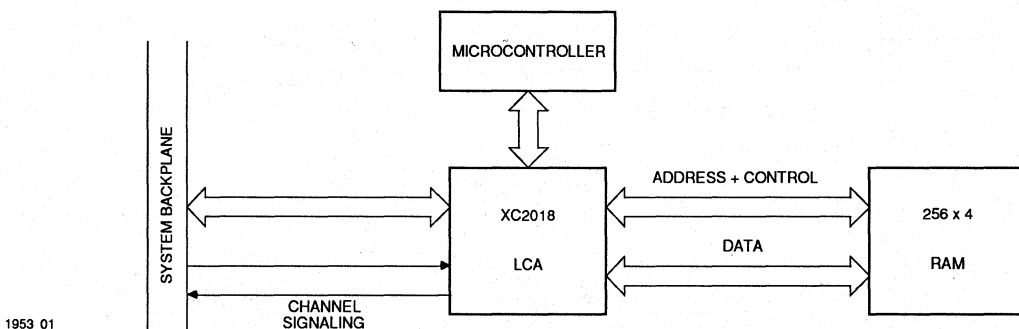 MICROCONTROLLER
SYSTEM BACKPLANE
XC2018
LCA
ADDRESS + CONTROL
DATA
256 x 4
RAM
CHANNEL
SIGNALING
1953 01